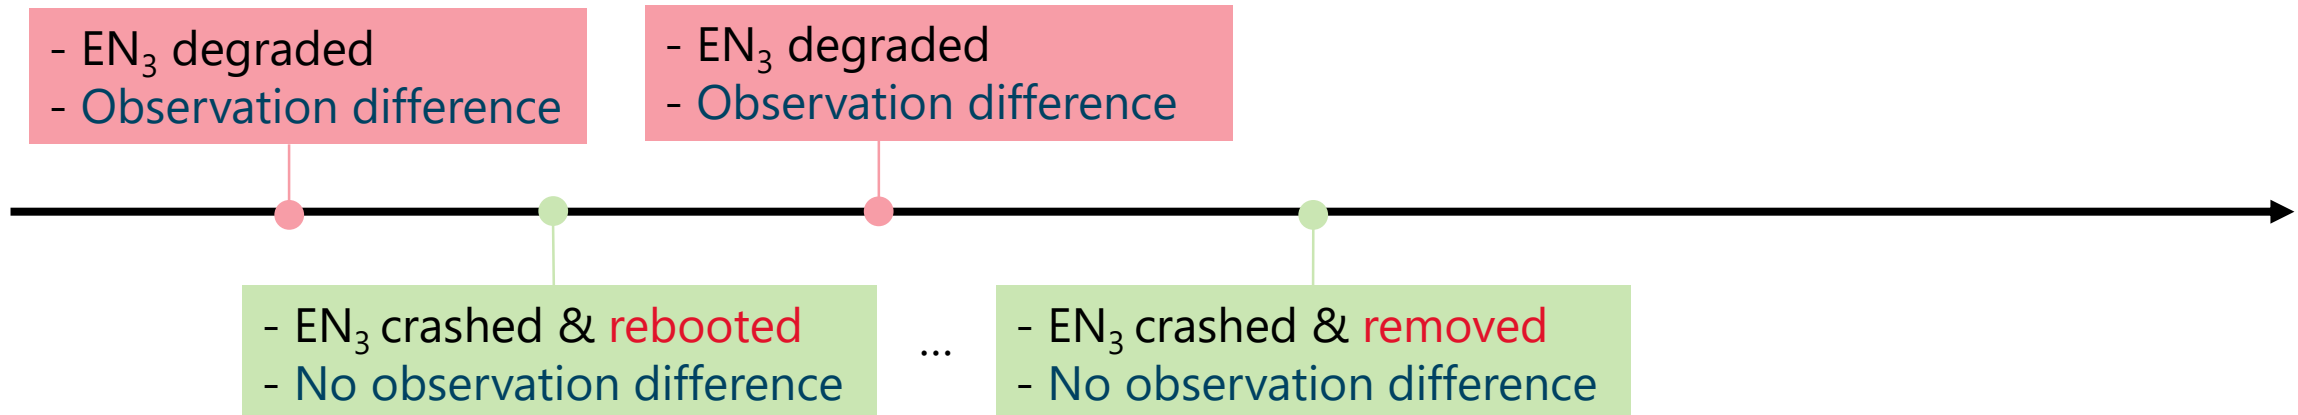 - EN₃ degraded
- Observation difference
- EN₃ degraded
- Observation difference
- EN₃ crashed & rebooted
- No observation difference
...
- EN₃ crashed & removed
- No observation difference